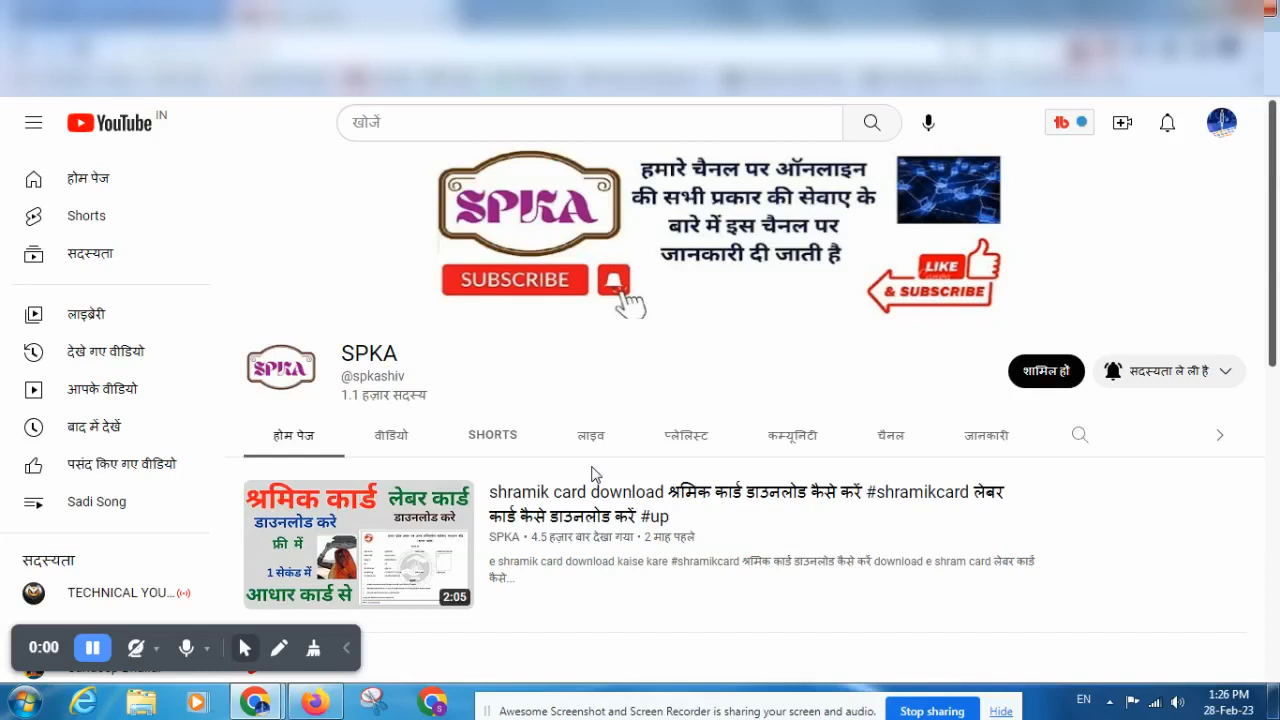 YouTube IN
खोजें
होम पेज
Shorts
सदस्यता
लाइब्रेरी
देखे गए वीडियो
आपके वीडियो
बाद में देखें
पसंद किए गए वीडियो
Sadi Song
सदस्यता
TECHNICAL YOU...
SPKA
SUBSCRIBE
हमारे चैनल पर ऑनलाइन
की सभी प्रकार की सेवाए के
बारे में इस चैनल पर
जानकारी दी जाती है
LIKE
& SUBSCRIBE
SPKA
SPKA
@spkashiv
1.1 हज़ार सदस्य
शामिल हों
सदस्यता ले ली है
होम पेज
वीडियो
SHORTS
लाइव
प्लेलिस्ट
कम्यूनिटी
चैनल
जानकारी
श्रमिक कार्ड लेबर कार्ड
डाउनलोड करे डाउनलोड करे
फ्री में
1 सेकंड में
आधार कार्ड से
2:05
shramik card download श्रमिक कार्ड डाउनलोड कैसे करें #shramikcard लेबर
कार्ड कैसे डाउनलोड करें #up
SPKA • 4.5 हज़ार बार देखा गया • 2 माह पहले
e shramik card download kaise kare #shramikcard श्रमिक कार्ड डाउनलोड कैसे करें download e shram card लेबर कार्ड
कैसे...
0:00
Awesome Screenshot and Screen Recorder is sharing your screen and audio.
Stop sharing
Hide
EN
1:26 PM
28-Feb-23